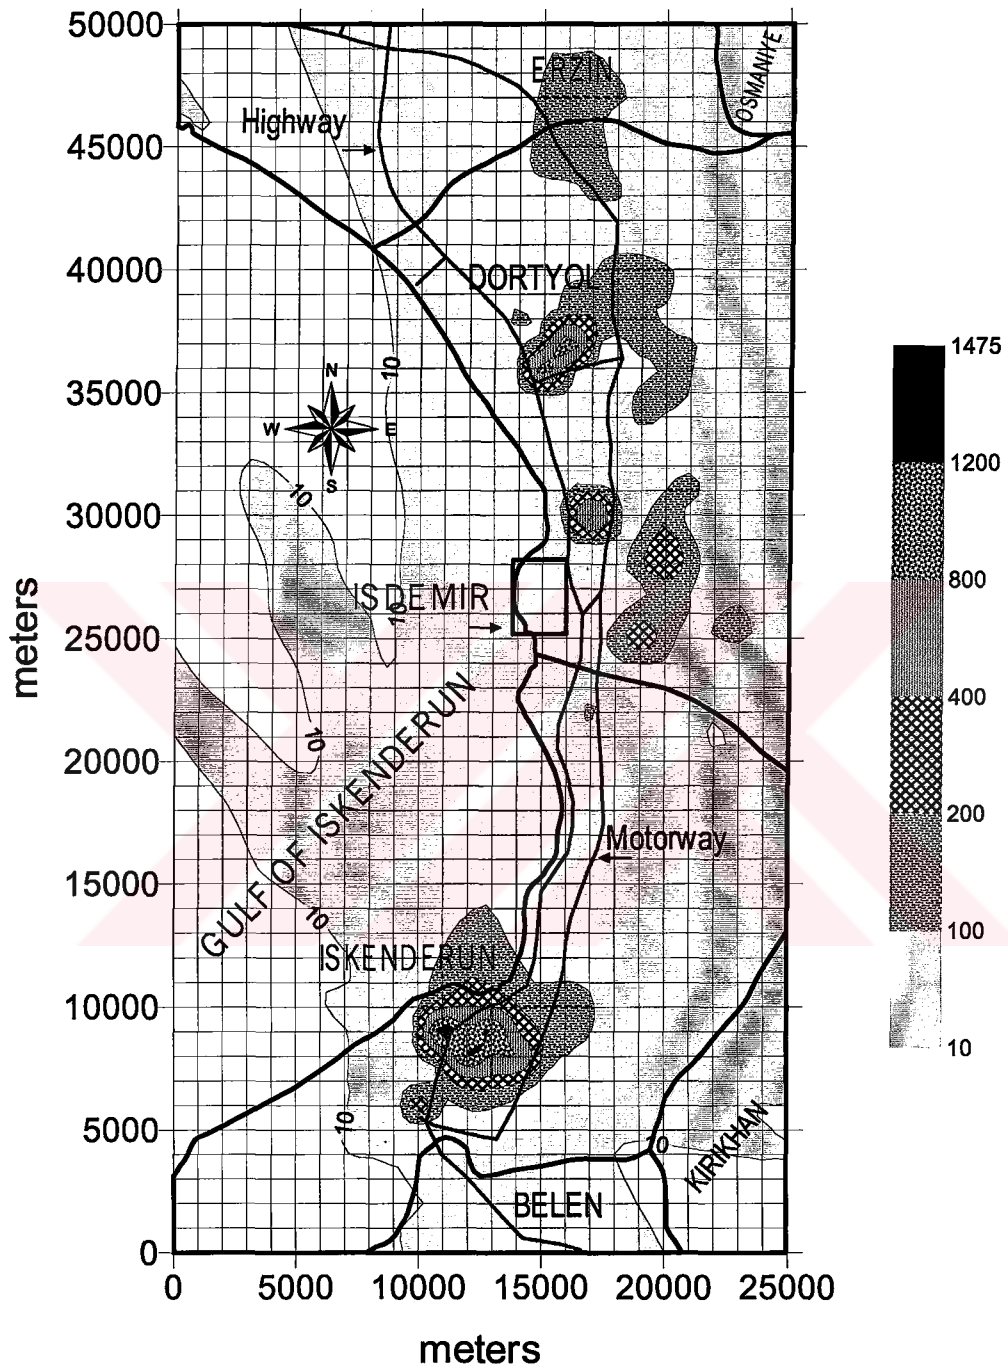 50000
45000
40000
35000
30000
25000
20000
15000
10000
5000
0
meters
0
5000
10000
15000
20000
25000
meters
ERZIN
OSMANIYE
Highway
DORTYOL
10
N
W
E
S
10
ISDEMIR
10
10
GULF OF ISKENDERUN
Motorway
10
ISKENDERUN
10
10
KIRIKHAN
BELEN
1475
1200
800
400
200
100
10